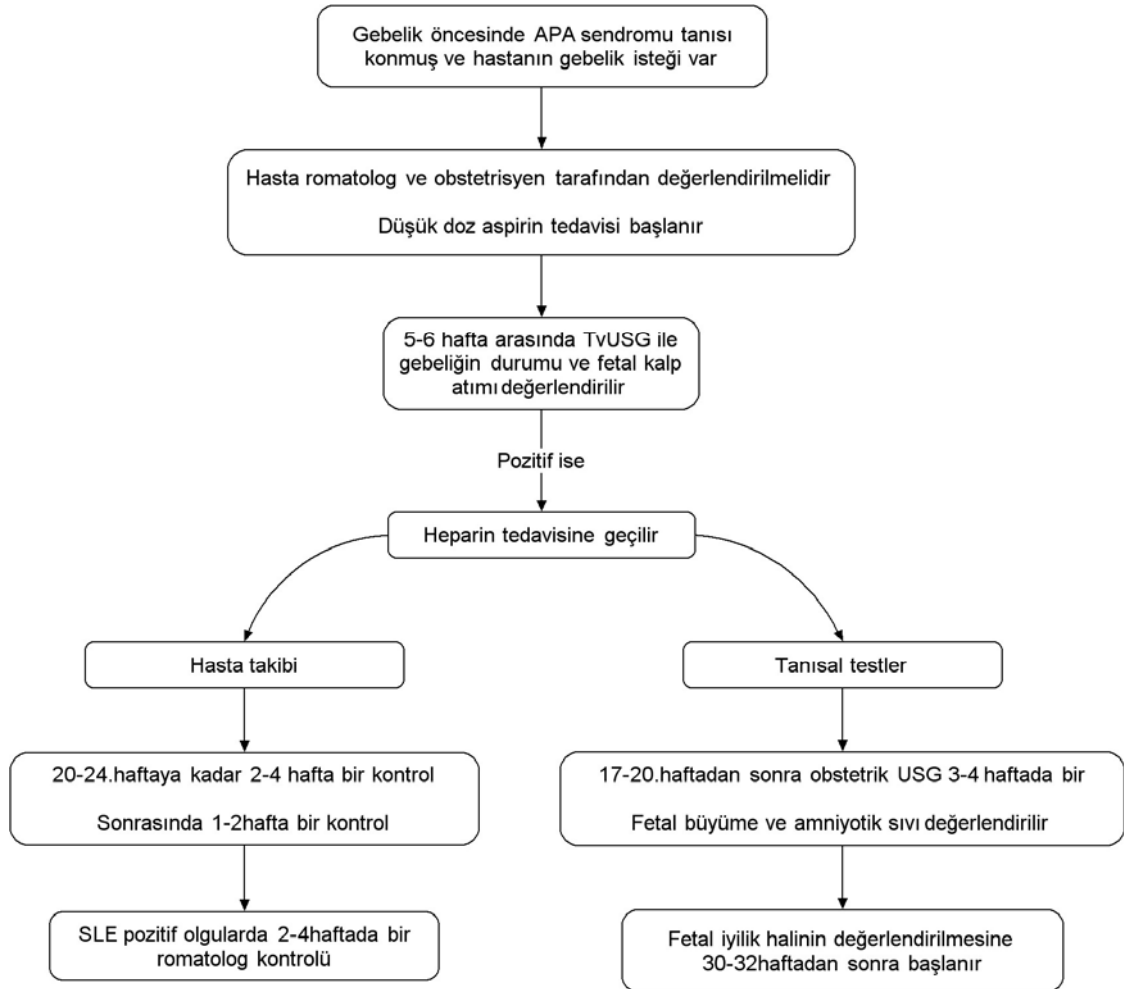 Gebelik öncesinde APA sendromu tanısı
konmuş ve hastanın gebelik isteği var
Hasta romatolog ve obstetrisyen tarafından değerlendirilmelidir
Düşük doz aspirin tedavisi başlanır
5-6 hafta arasında TvUSG ile
gebeliğin durumu ve fetal kalp
atımı değerlendirilir
Pozitif ise
Heparin tedavisine geçilir
Hasta takibi
20-24.haftaya kadar 2-4 hafta bir kontrol
Sonrasında 1-2hafta bir kontrol
SLE pozitif olgularda 2-4haftada bir
romatolog kontrolü
Tanısal testler
17-20.haftadan sonra obstetrik USG 3-4 haftada bir
Fetal büyüme ve amniyotik sıvı değerlendirilir
Fetal iyilik halinin değerlendirilmesine
30-32haftadan sonra başlanır